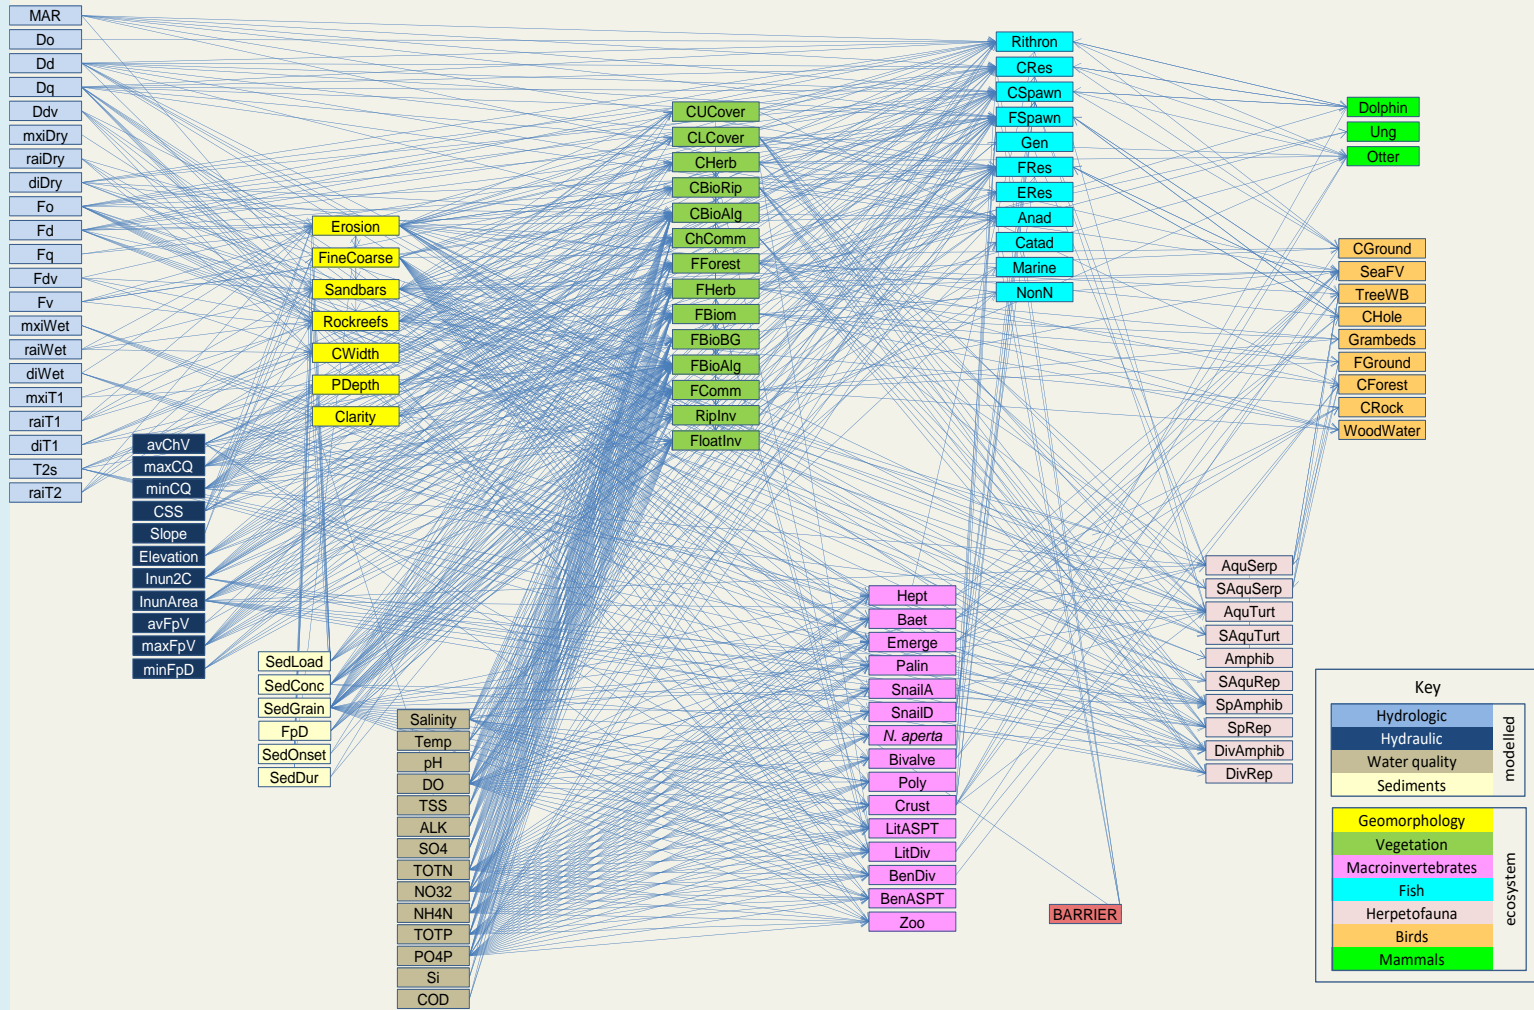 MAR
Do
Dd
Dq
Ddv
mxiDry
raiDry
diDry
Fo
Fd
Fq
Fdv
Fv
mxiWet
raiWet
diWet
mxiT1
raiT1
diT1
T2s
raiT2
avChV
maxCQ
minCQ
CSS
Slope
Elevation
Inun2C
InunArea
avFpV
maxFpV
minFpD
Erosion
FineCoarse
Sandbars
Rockreefs
CWidth
PDepth
Clarity
SedLoad
SedConc
SedGrain
FpD
SedOnset
SedDur
Salinity
Temp
pH
DO
TSS
ALK
SO4
TOTN
NO32
NH4N
TOTP
PO4P
Si
COD
CUCover
CLCover
CHerb
CBioRip
CBioAlg
ChComm
FForest
FHerb
FBiom
FBioBG
FBioAlg
FComm
RipInv
FloatInv
Hept
Baet
Emerge
Palin
SnailA
SnailD
N. aperta
Bivalve
Poly
Crust
LitASPT
LitDiv
BenDiv
BenASPT
Zoo
Rithron
CRes
CSpawn
FSpawn
Gen
FRes
ERes
Anad
Catad
Marine
NonN
BARRIER
AquSerp
SAquSerp
AquTurt
SAquTurt
Amphib
SAquRep
SpAmphib
SpRep
DivAmphib
DivRep
Dolphin
Ung
Otter
CGround
SeaFV
TreeWB
CHole
Grambeds
FGround
CForest
CRock
WoodWater
Key
Hydrologic
Hydraulic
Water quality
Sediments
modelled
Geomorphology
Vegetation
Macroinvertebrates
Fish
Herpetofauna
Birds
Mammals
ecosystem